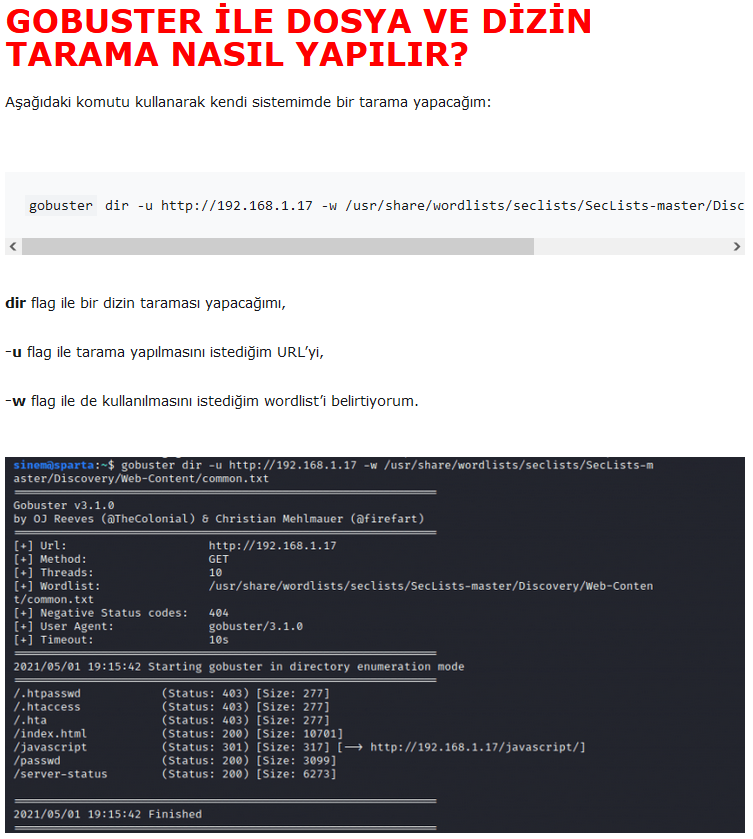 GOBUSTER İLE DOSYA VE DİZİN
TARAMA NASIL YAPILIR?
Aşağıdaki komutu kullanarak kendi sistemimde bir tarama yapacağım:
gobuster dir -u http://192.168.1.17 -w /usr/share/wordlists/seclists/SecLists-master/Disc
dir flag ile bir dizin taraması yapacağımı,
-u flag ile tarama yapılmasını istediğim URL’yi,
-w flag ile de kullanılmasını istediğim wordlist’i belirtiyorum.
sinem@sparta:~$ gobuster dir -u http://192.168.1.17 -w /usr/share/wordlists/seclists/SecLists-m
aster/Discovery/Web-Content/common.txt
Gobuster v3.1.0
by OJ Reeves (@TheColonial) & Christian Mehlmauer (@firefart)
[+] Url: http://192.168.1.17
[+] Method: GET
[+] Threads: 10
[+] Wordlist: /usr/share/wordlists/seclists/SecLists-master/Discovery/Web-Conten
t/common.txt
[+] Negative Status codes: 404
[+] User Agent: gobuster/3.1.0
[+] Timeout: 10s
2021/05/01 19:15:42 Starting gobuster in directory enumeration mode
/.htpasswd (Status: 403) [Size: 277]
/.htaccess (Status: 403) [Size: 277]
/.hta (Status: 403) [Size: 277]
/index.html (Status: 200) [Size: 10701]
/javascript (Status: 301) [Size: 317] [--> http://192.168.1.17/javascript/]
/passwd (Status: 200) [Size: 3099]
/server-status (Status: 200) [Size: 6273]
2021/05/01 19:15:42 Finished